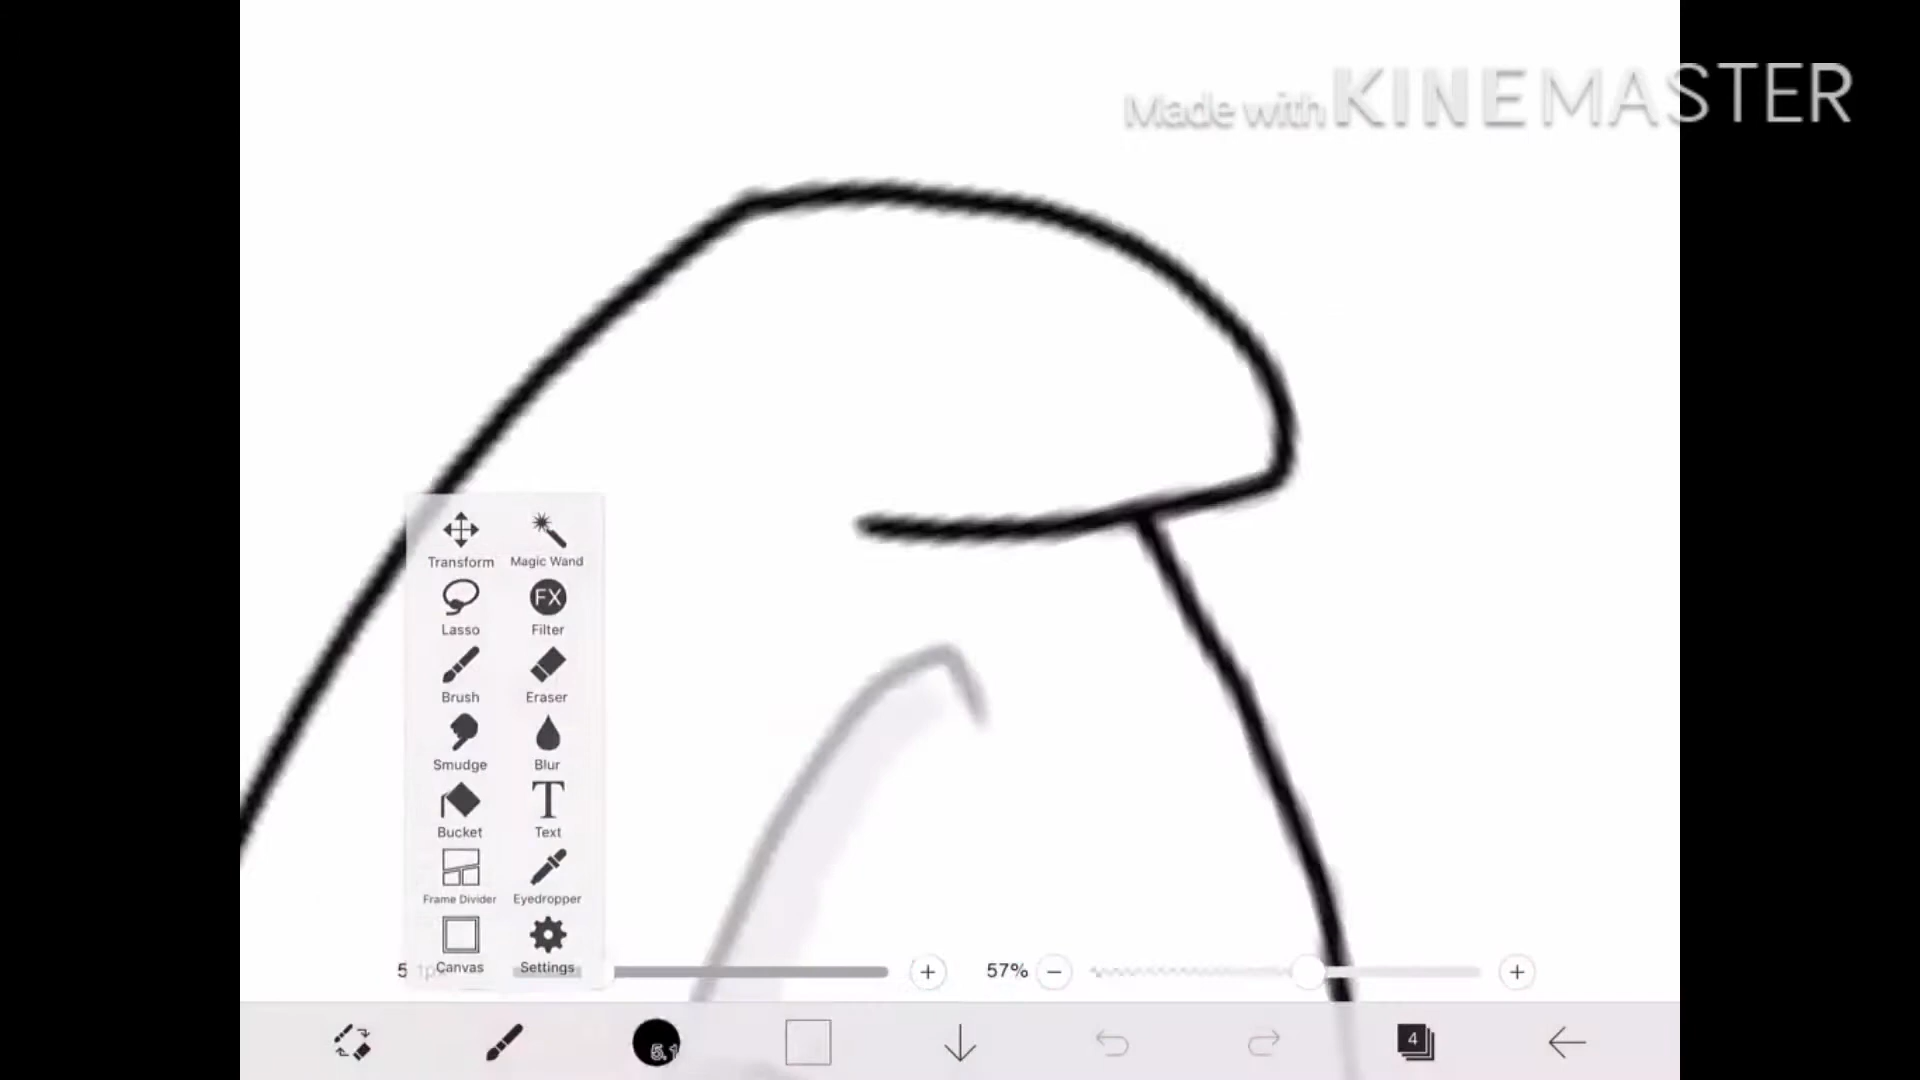 Made with KINEMASTER
Transform
Magic Wand
Lasso
FX
Filter
Brush
Eraser
Smudge
Blur
Bucket
T
Text
Frame Divider
Eyedropper
Canvas
Settings
57%
4